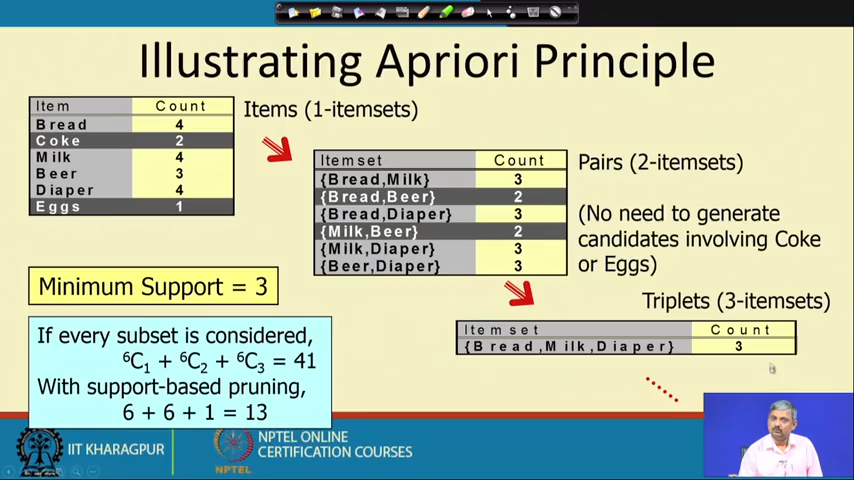 Illustrating Apriori Principle
Item Count
Bread 4
Coke 2
Milk 4
Beer 3
Diaper 4
Eggs 1
Items (1-itemsets)
Itemset Count
{Bread,Milk} 3
{Bread,Beer} 2
{Bread,Diaper} 3
{Milk,Beer} 2
{Milk,Diaper} 3
{Beer,Diaper} 3
Pairs (2-itemsets)
(No need to generate
candidates involving Coke
or Eggs)
Minimum Support = 3
Triplets (3-itemsets)
Itemset Count
{Bread,Milk,Diaper} 3
If every subset is considered,
⁶C₁ + ⁶C₂ + ⁶C₃ = 41
With support-based pruning,
6 + 6 + 1 = 13
IIT KHARAGPUR
NPTEL
NPTEL ONLINE
CERTIFICATION COURSES